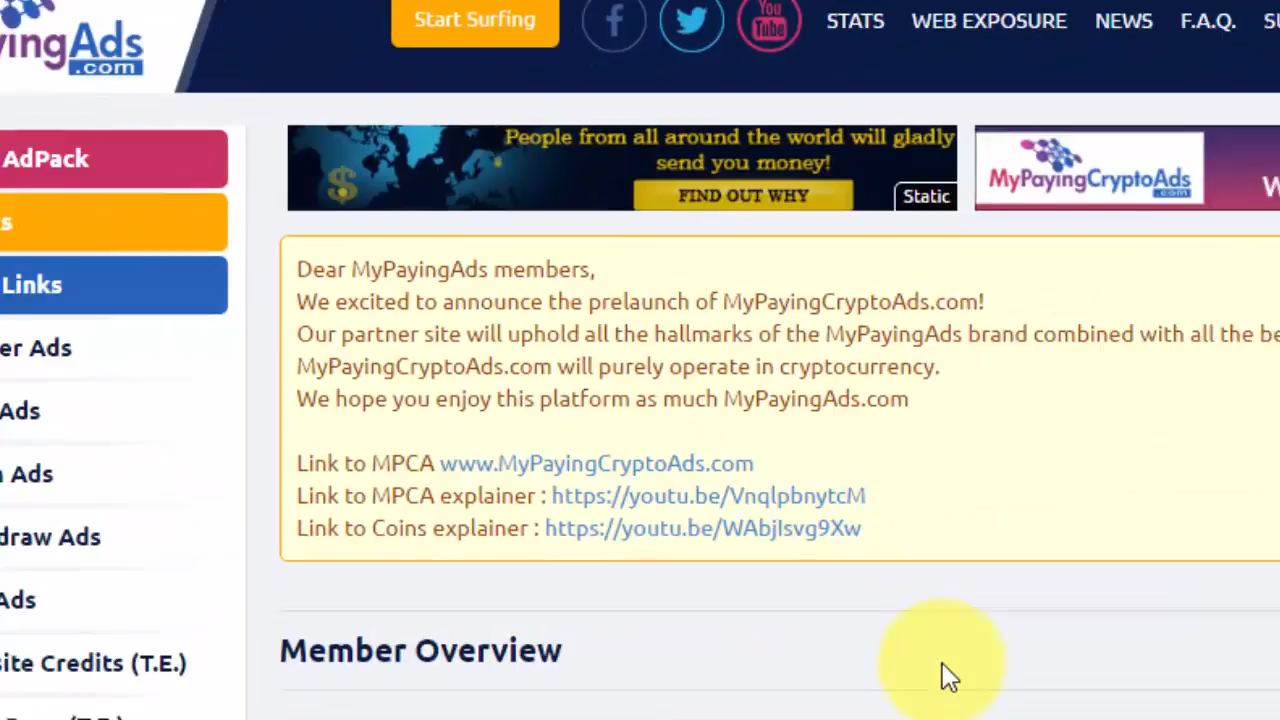 Start Surfing
You
Tube
STATS
WEB EXPOSURE
NEWS
F.A.Q.
yingAds
.com
AdPack
Links
er Ads
Ads
Ads
draw Ads
Ads
ite Credits (T.E.)
People from all around the world will gladly
send you money!
FIND OUT WHY
Static
MyPayingCryptoAds
.com
W
Dear MyPayingAds members,
We excited to announce the prelaunch of MyPayingCryptoAds.com!
Our partner site will uphold all the hallmarks of the MyPayingAds brand combined with all the be
MyPayingCryptoAds.com will purely operate in cryptocurrency.
We hope you enjoy this platform as much MyPayingAds.com
Link to MPCA www.MyPayingCryptoAds.com
Link to MPCA explainer : https://youtu.be/VnqlpbnytcM
Link to Coins explainer : https://youtu.be/WAbjIsvg9Xw
Member Overview